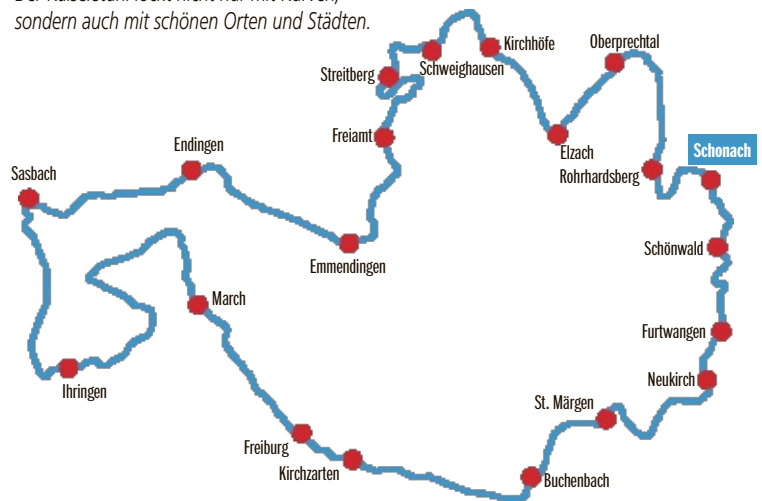 sondern auch mit schönen Orten und Städten.
Kirchhöfe
Oberprechtal
Schweighausen
Streitberg
Freiamt
Elzach
Endingen
Schonach
Rohrhardsberg
Sasbach
Schönwald
Emmendingen
March
Furtwangen
Ihringen
Neukirch
St. Märgen
Freiburg
Kirchzarten
Buchenbach